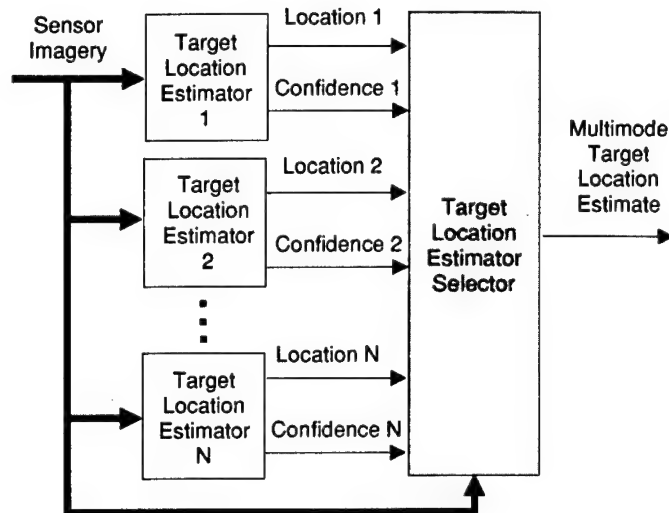 Sensor
Imagery
Target
Location
Estimator
1
Location 1
Confidence 1
Target
Location
Estimator
2
Location 2
Confidence 2
Target
Location
Estimator
N
Location N
Confidence N
Target
Location
Estimator
Selector
Multimode
Target
Location
Estimate